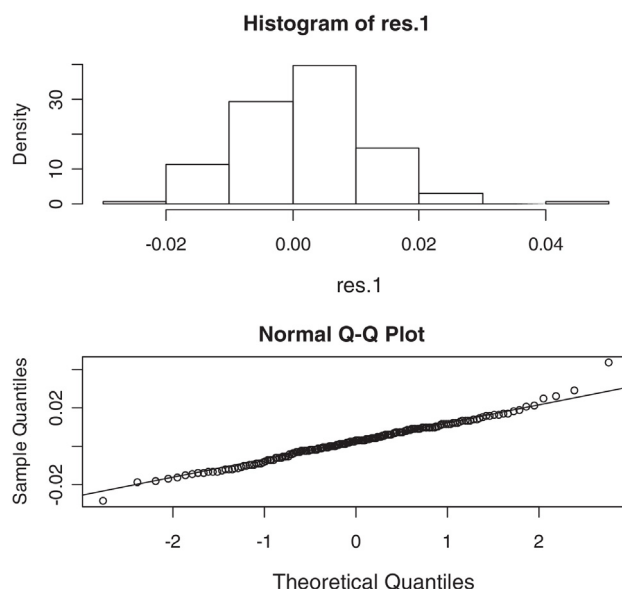 Histogram of res.1
Density
30
10
0
-0.02
0.00
0.02
0.04
res.1
Normal Q-Q Plot
Sample Quantiles
0.02
-0.02
-2
-1
0
1
2
Theoretical Quantiles